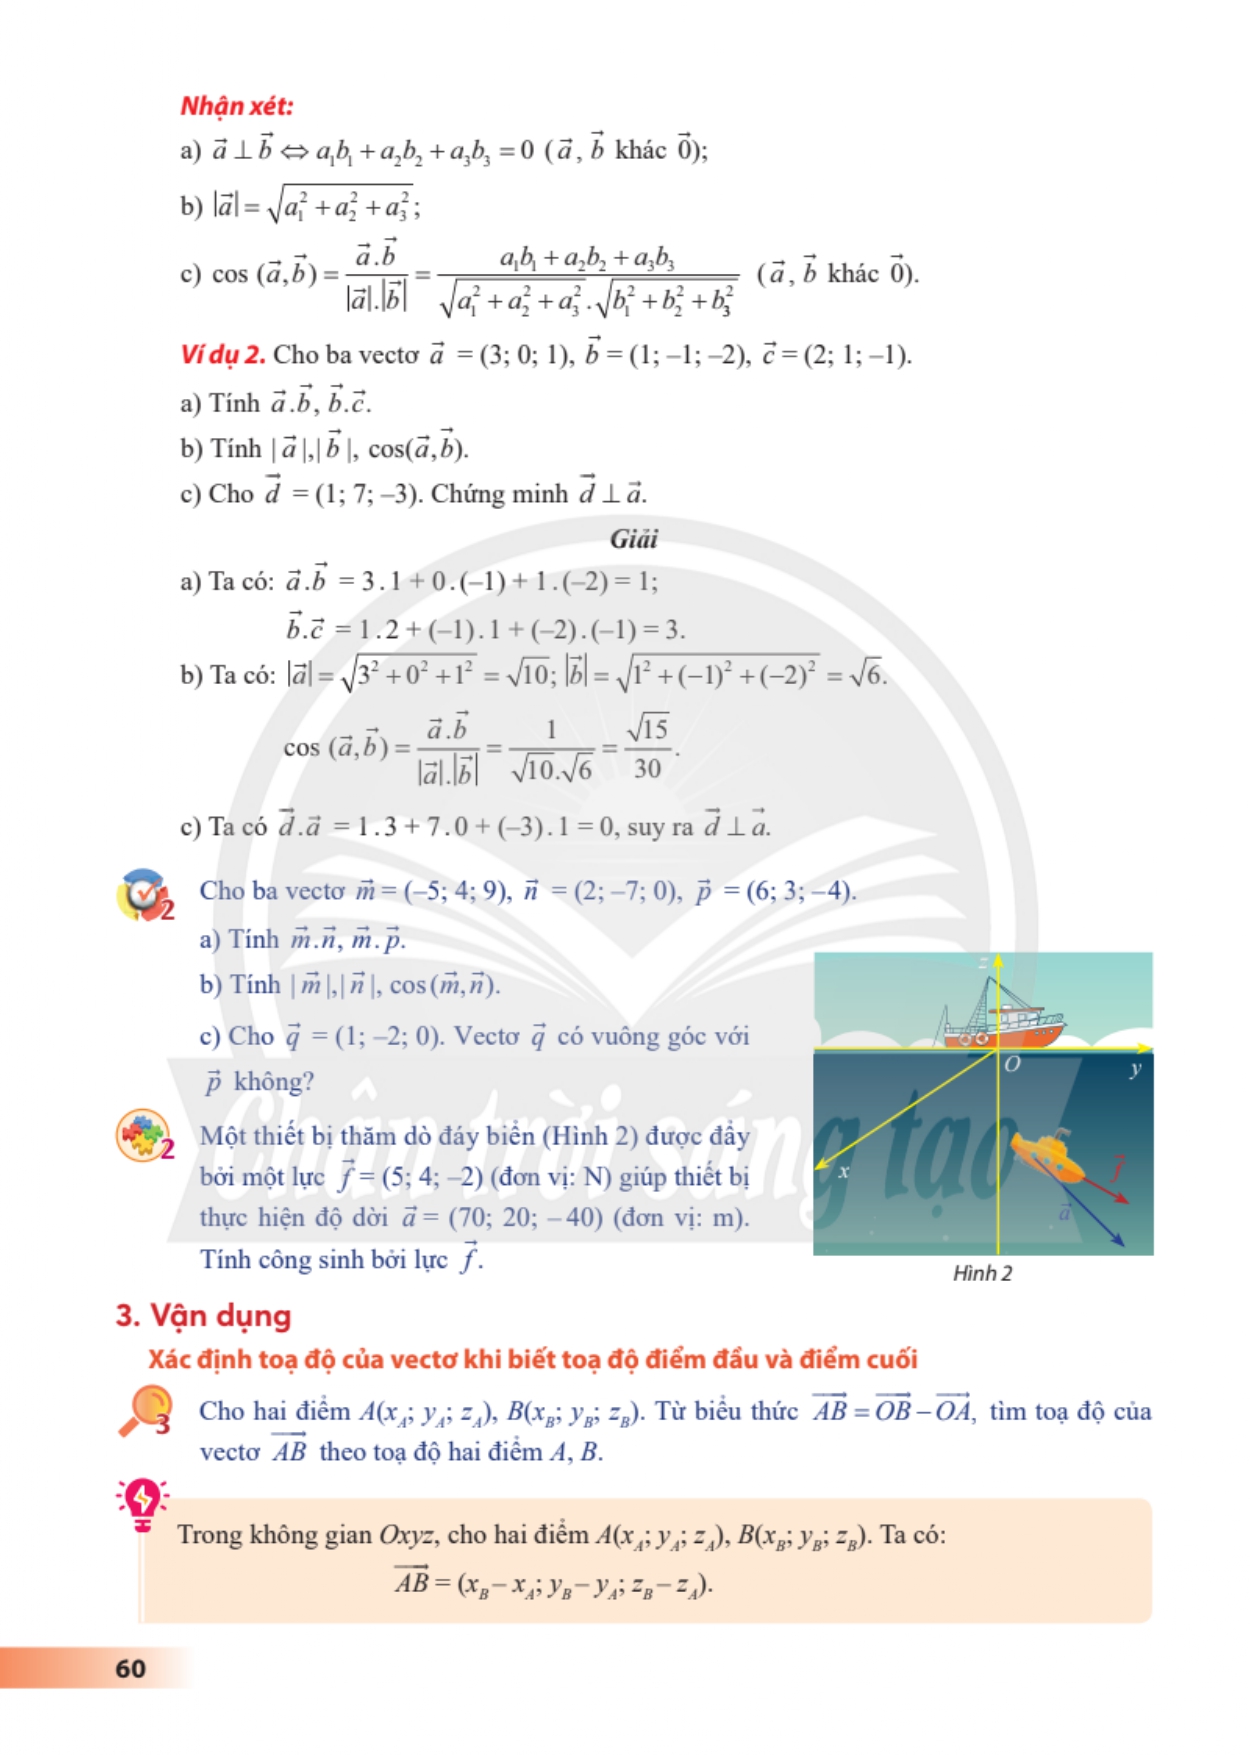 Nhận xét:
a) $\vec{a} \perp \vec{b} \Leftrightarrow a_1b_1 + a_2b_2 + a_3b_3 = 0$ ($\vec{a}, \vec{b}$ khác $\vec{0}$);
b) $|\vec{a}| = \sqrt{a_1^2 + a_2^2 + a_3^2}$;
c) cos $(\vec{a}, \vec{b}) = \frac{\vec{a}.\vec{b}}{|\vec{a}|.|\vec{b}|} = \frac{a_1b_1 + a_2b_2 + a_3b_3}{\sqrt{a_1^2 + a_2^2 + a_3^2}.\sqrt{b_1^2 + b_2^2 + b_3^2}}$ ($\vec{a}, \vec{b}$ khác $\vec{0}$).
Ví dụ 2. Cho ba vectơ $\vec{a}$ = (3; 0; 1), $\vec{b}$ = (1; –1; –2), $\vec{c}$ = (2; 1; –1).
a) Tính $\vec{a}.\vec{b}$, $\vec{b}.\vec{c}$.
b) Tính $|\vec{a}|$,$|\vec{b}|$, cos($\vec{a}, \vec{b}$).
c) Cho $\vec{d}$ = (1; 7; –3). Chứng minh $\vec{d} \perp \vec{a}$.
Giải
a) Ta có: $\vec{a}.\vec{b}$ = 3.1 + 0.(–1) + 1.(–2) = 1;
$\vec{b}.\vec{c}$ = 1.2 + (–1).1 + (–2).(–1) = 3.
b) Ta có: $|\vec{a}| = \sqrt{3^2 + 0^2 + 1^2} = \sqrt{10}$; $|\vec{b}| = \sqrt{1^2 + (-1)^2 + (-2)^2} = \sqrt{6}$.
cos $(\vec{a}, \vec{b}) = \frac{\vec{a}.\vec{b}}{|\vec{a}|.|\vec{b}|} = \frac{1}{\sqrt{10}.\sqrt{6}} = \frac{\sqrt{15}}{30}$.
c) Ta có $\vec{d}.\vec{a}$ = 1.3 + 7.0 + (–3).1 = 0, suy ra $\vec{d} \perp \vec{a}$.
2 Cho ba vectơ $\vec{m}$ = (–5; 4; 9), $\vec{n}$ = (2; –7; 0), $\vec{p}$ = (6; 3; –4).
a) Tính $\vec{m}.\vec{n}$, $\vec{m}.\vec{p}$.
b) Tính $|\vec{m}|$,$|\vec{n}|$, cos($\vec{m}, \vec{n}$).
c) Cho $\vec{q}$ = (1; –2; 0). Vectơ $\vec{q}$ có vuông góc với
$\vec{p}$ không?
2 Một thiết bị thăm dò đáy biển (Hình 2) được đẩy
bởi một lực $\vec{f}$ = (5; 4; –2) (đơn vị: N) giúp thiết bị
thực hiện độ dời $\vec{a}$ = (70; 20; –40) (đơn vị: m).
Tính công sinh bởi lực $\vec{f}$.
z
O
y
x
$\vec{f}$
$\vec{a}$
Hình 2
Chân trời sáng tạo
3. Vận dụng
Xác định toạ độ của vectơ khi biết toạ độ điểm đầu và điểm cuối
3 Cho hai điểm $A(x_A; y_A; z_A)$, $B(x_B; y_B; z_B)$. Từ biểu thức $\overrightarrow{AB} = \overrightarrow{OB} - \overrightarrow{OA}$, tìm toạ độ của
vectơ $\overrightarrow{AB}$ theo toạ độ hai điểm A, B.
Trong không gian Oxyz, cho hai điểm $A(x_A; y_A; z_A)$, $B(x_B; y_B; z_B)$. Ta có:
$\overrightarrow{AB} = (x_B - x_A; y_B - y_A; z_B - z_A)$.
60